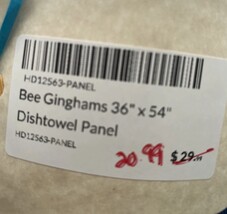 HD12563-PANEL
Bee Ginghams 36" x 54"
Dishtowel Panel
HD12563-PANEL
20.99 $29.